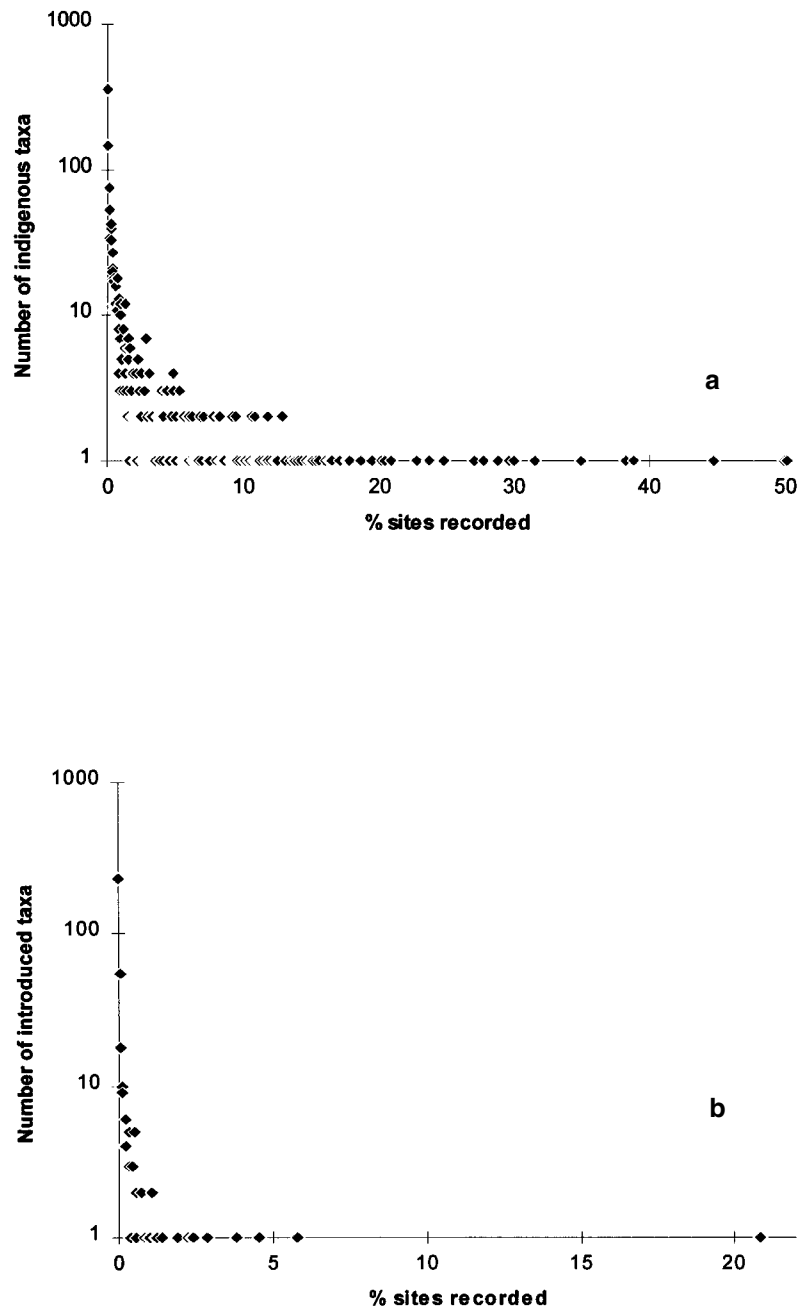 1000
100
10
1
Number of indigenous taxa
a
0 10 20 30 40 50
% sites recorded
1000
100
10
1
Number of introduced taxa
b
0 5 10 15 20
% sites recorded